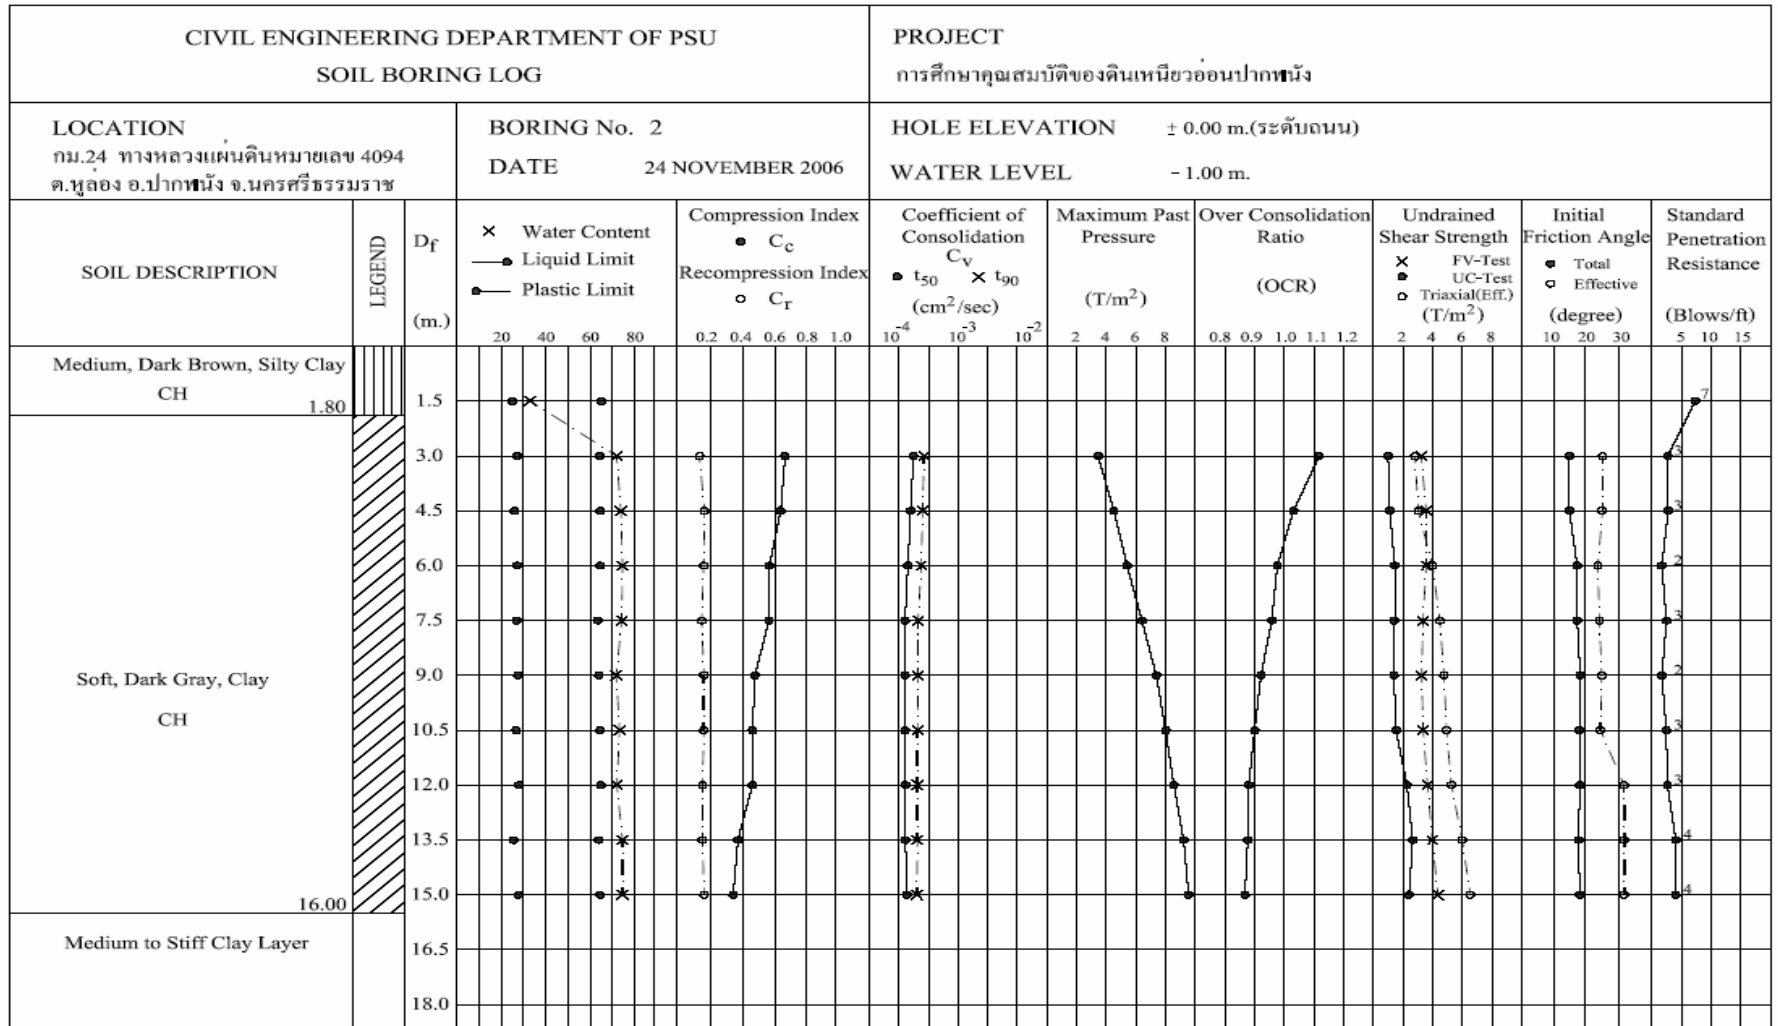 CIVIL ENGINEERING DEPARTMENT OF PSU
SOIL BORING LOG
PROJECT
การศึกษาคุณสมบัติของดินเหนียวอ่อนปากพนัง
LOCATION
กม.24 ทางหลวงแผ่นดินหมายเลข 4094
ต.หูล่อง อ.ปากพนัง จ.นครศรีธรรมราช
BORING No. 2
DATE 24 NOVEMBER 2006
HOLE ELEVATION ± 0.00 m.(ระดับถนน)
WATER LEVEL - 1.00 m.
SOIL DESCRIPTION
LEGEND
Df
(m.)
× Water Content
Liquid Limit
Plastic Limit
20 40 60 80
Compression Index
Cc
Recompression Index
Cr
0.2 0.4 0.6 0.8 1.0
Coefficient of
Consolidation
Cv
t50 × t90
(cm²/sec)
10⁻⁴ 10⁻³ 10⁻²
Maximum Past
Pressure
(T/m²)
2 4 6 8
Over Consolidation
Ratio
(OCR)
0.8 0.9 1.0 1.1 1.2
Undrained
Shear Strength
× FV-Test
UC-Test
Triaxial(Eff.)
(T/m²)
2 4 6 8
Initial
Friction Angle
Total
Effective
(degree)
10 20 30
Standard
Penetration
Resistance
(Blows/ft)
5 10 15
Medium, Dark Brown, Silty Clay
CH
1.80
Soft, Dark Gray, Clay
CH
16.00
Medium to Stiff Clay Layer
1.5 7
3.0 3
4.5 3
6.0 2
7.5 3
9.0 2
10.5 3
12.0 3
13.5 4
15.0 4
16.5
18.0